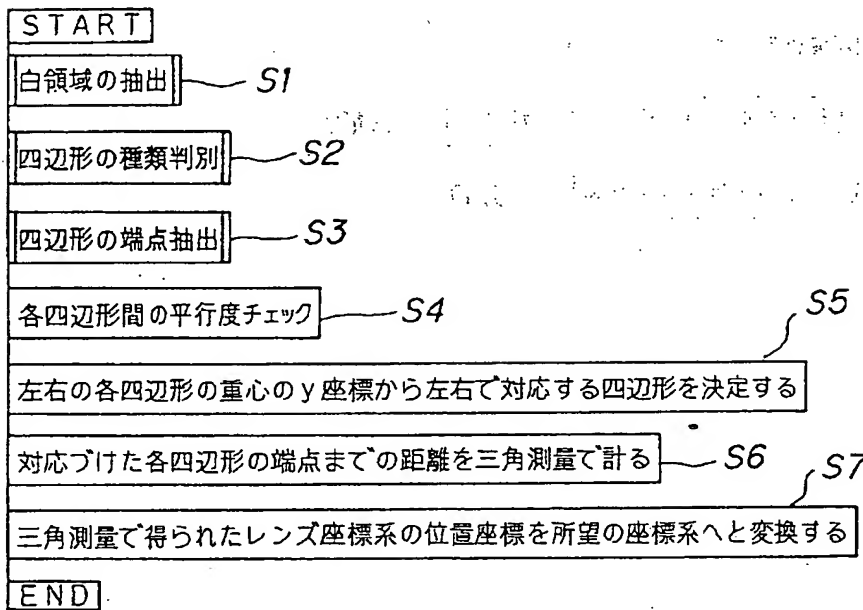 START
白領域の抽出 S1
四辺形の種類判別 S2
四辺形の端点抽出 S3
各四辺形間の平行度チェック S4
S5
左右の各四辺形の重心のy座標から左右で対応する四辺形を決定する
対応づけた各四辺形の端点までの距離を三角測量で計る S6
S7
三角測量で得られたレンズ座標系の位置座標を所望の座標系へと変換する
END